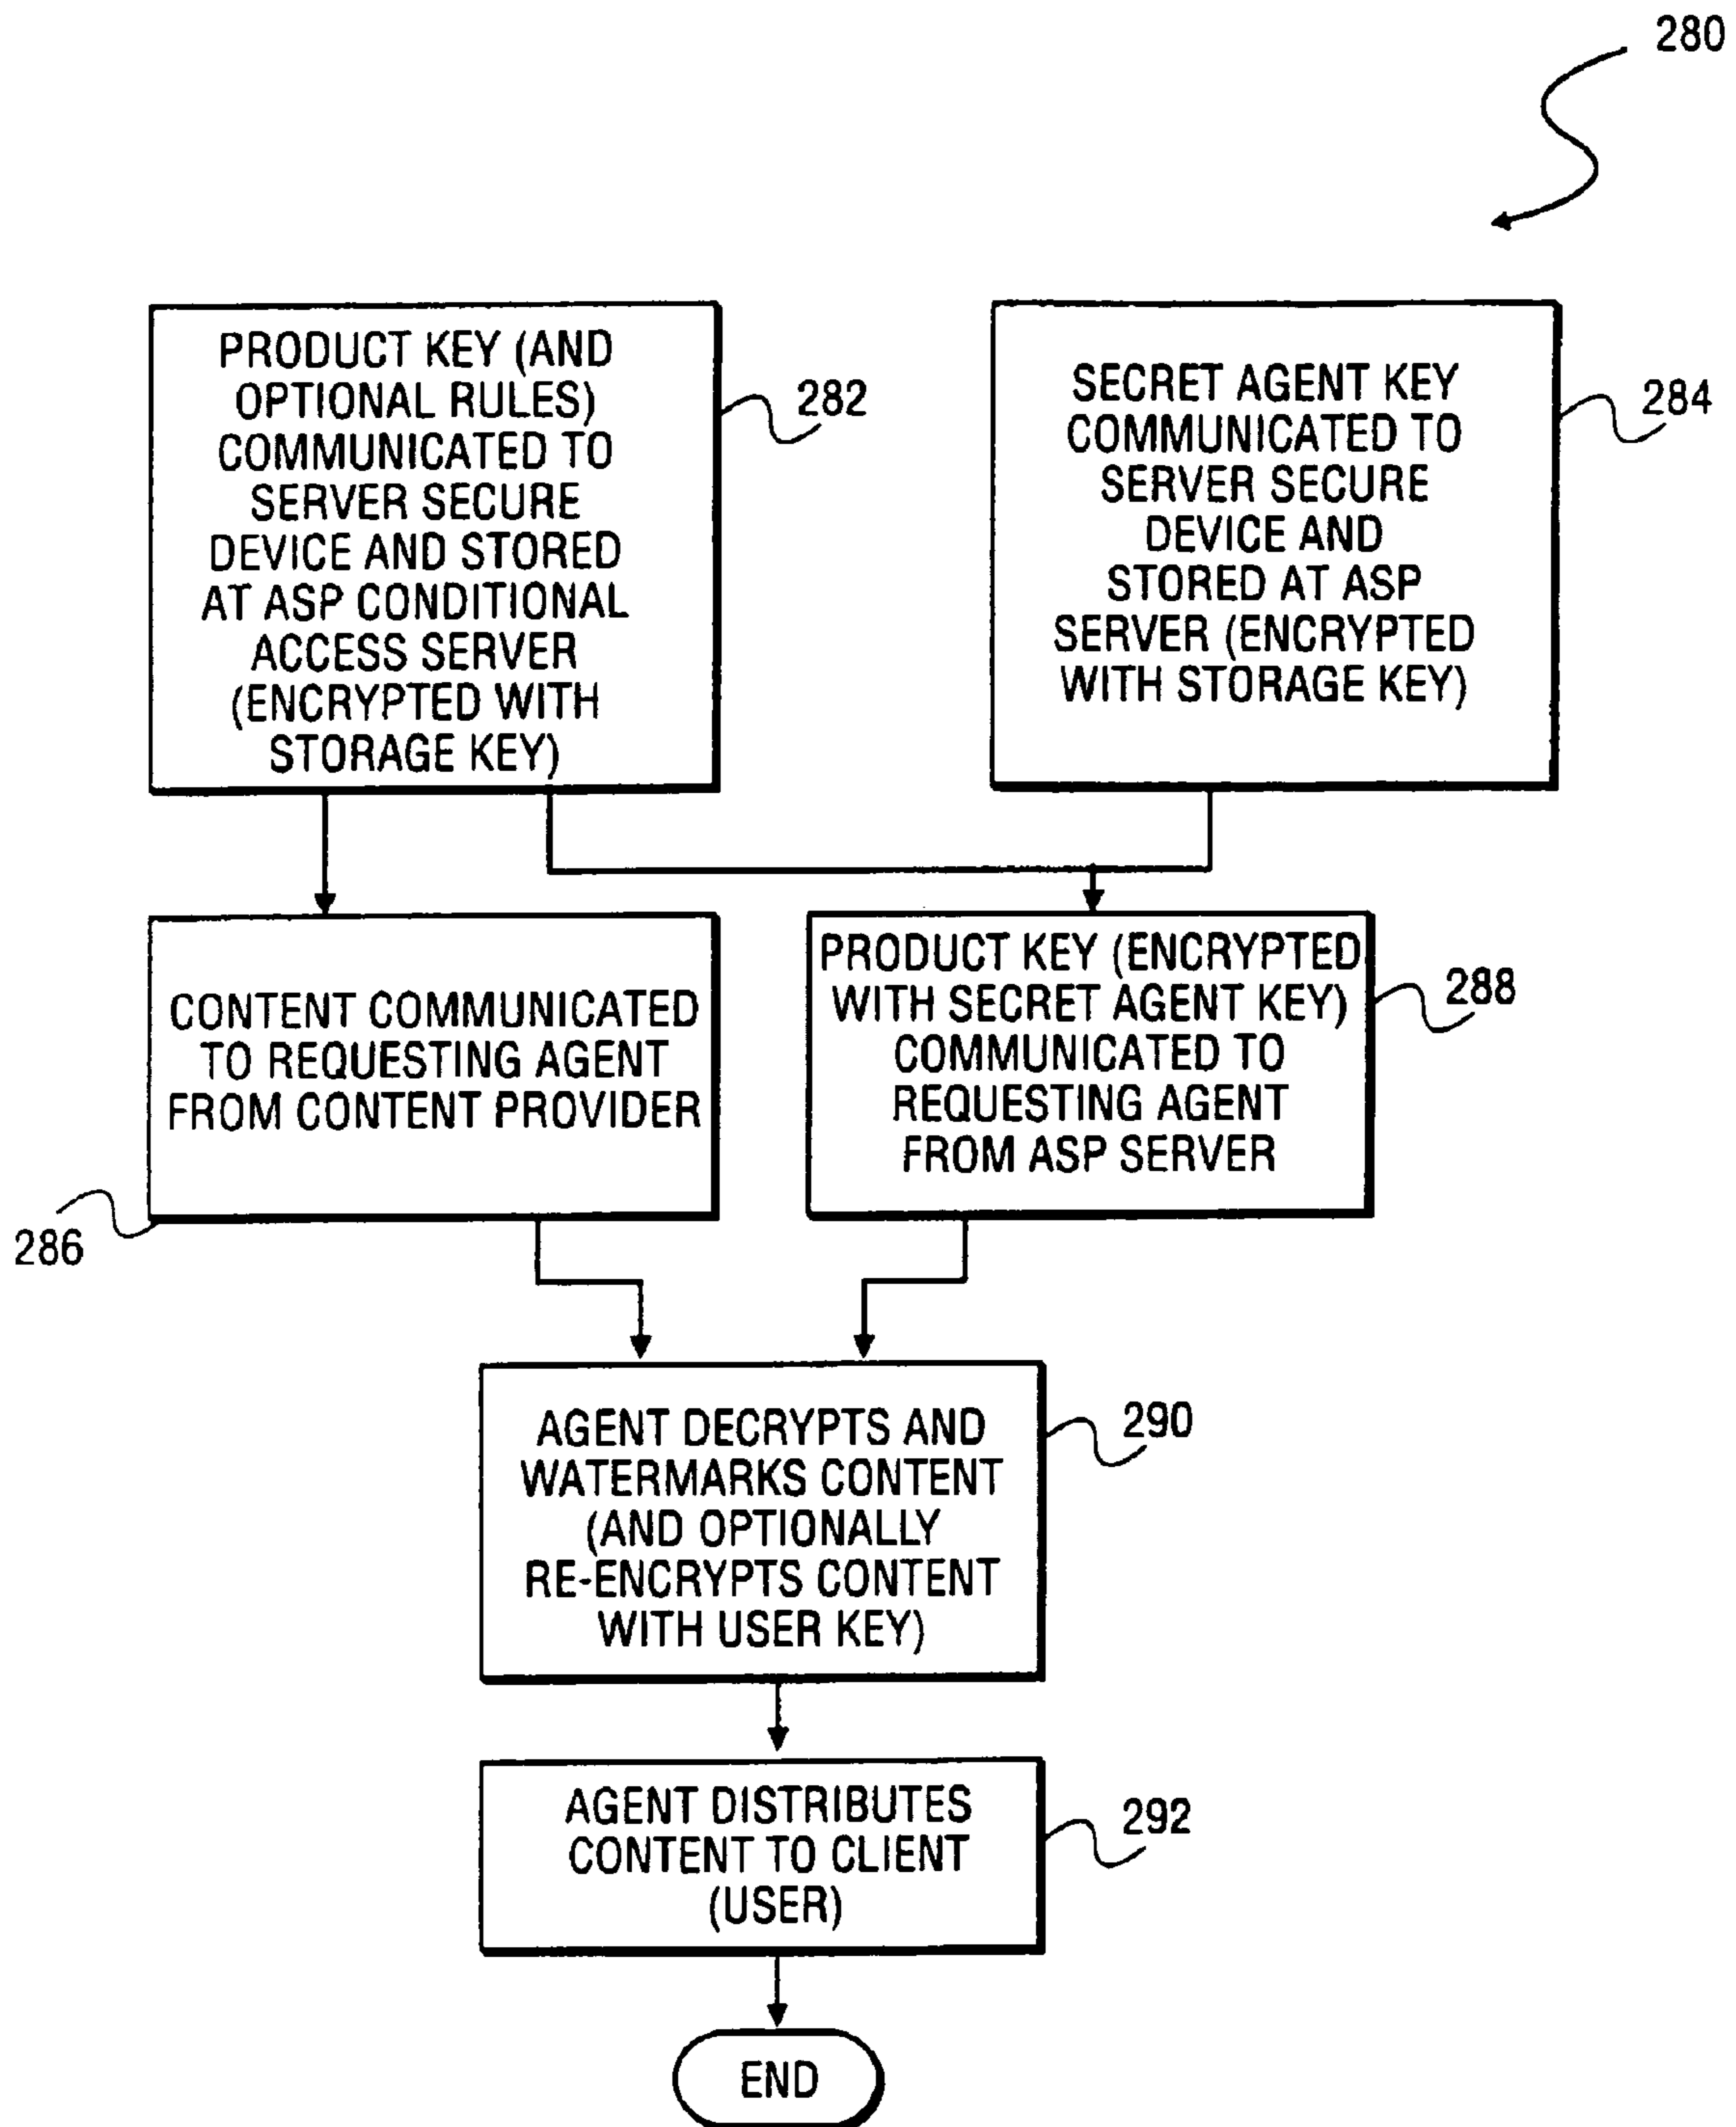 280
PRODUCT KEY (AND
OPTIONAL RULES)
COMMUNICATED TO
SERVER SECURE
DEVICE AND STORED
AT ASP CONDITIONAL
ACCESS SERVER
(ENCRYPTED WITH
STORAGE KEY)
282
SECRET AGENT KEY
COMMUNICATED TO
SERVER SECURE
DEVICE AND
STORED AT ASP
SERVER (ENCRYPTED
WITH STORAGE KEY)
284
CONTENT COMMUNICATED
TO REQUESTING AGENT
FROM CONTENT PROVIDER
286
PRODUCT KEY (ENCRYPTED
WITH SECRET AGENT KEY)
COMMUNICATED TO
REQUESTING AGENT
FROM ASP SERVER
288
AGENT DECRYPTS AND
WATERMARKS CONTENT
(AND OPTIONALLY
RE-ENCRYPTS CONTENT
WITH USER KEY)
290
AGENT DISTRIBUTES
CONTENT TO CLIENT
(USER)
292
END